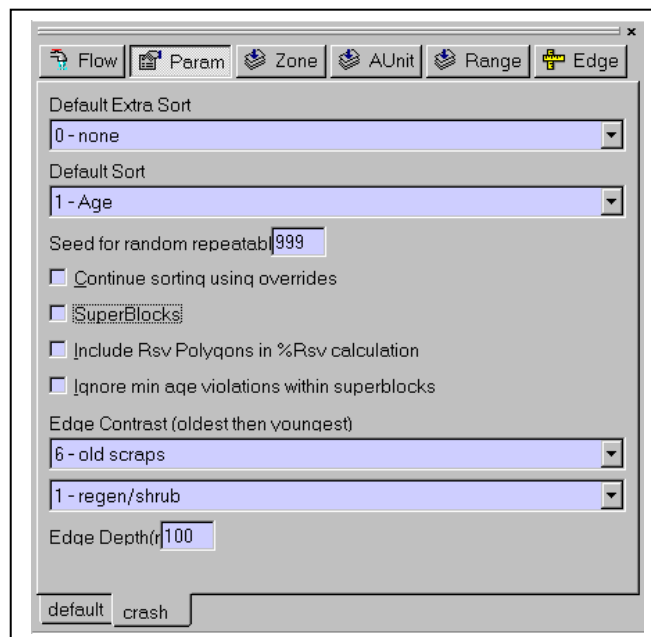 Flow Param Zone AUnit Range Edge
Default Extra Sort
0 - none
Default Sort
1 - Age
Seed for random repeatabl 999
Continue sorting using overrides
SuperBlocks
Include Rsv Polygons in %Rsv calculation
Ignore min age violations within superblocks
Edge Contrast (oldest then youngest)
6 - old scraps
1 - regen/shrub
Edge Depth(r 100
default crash